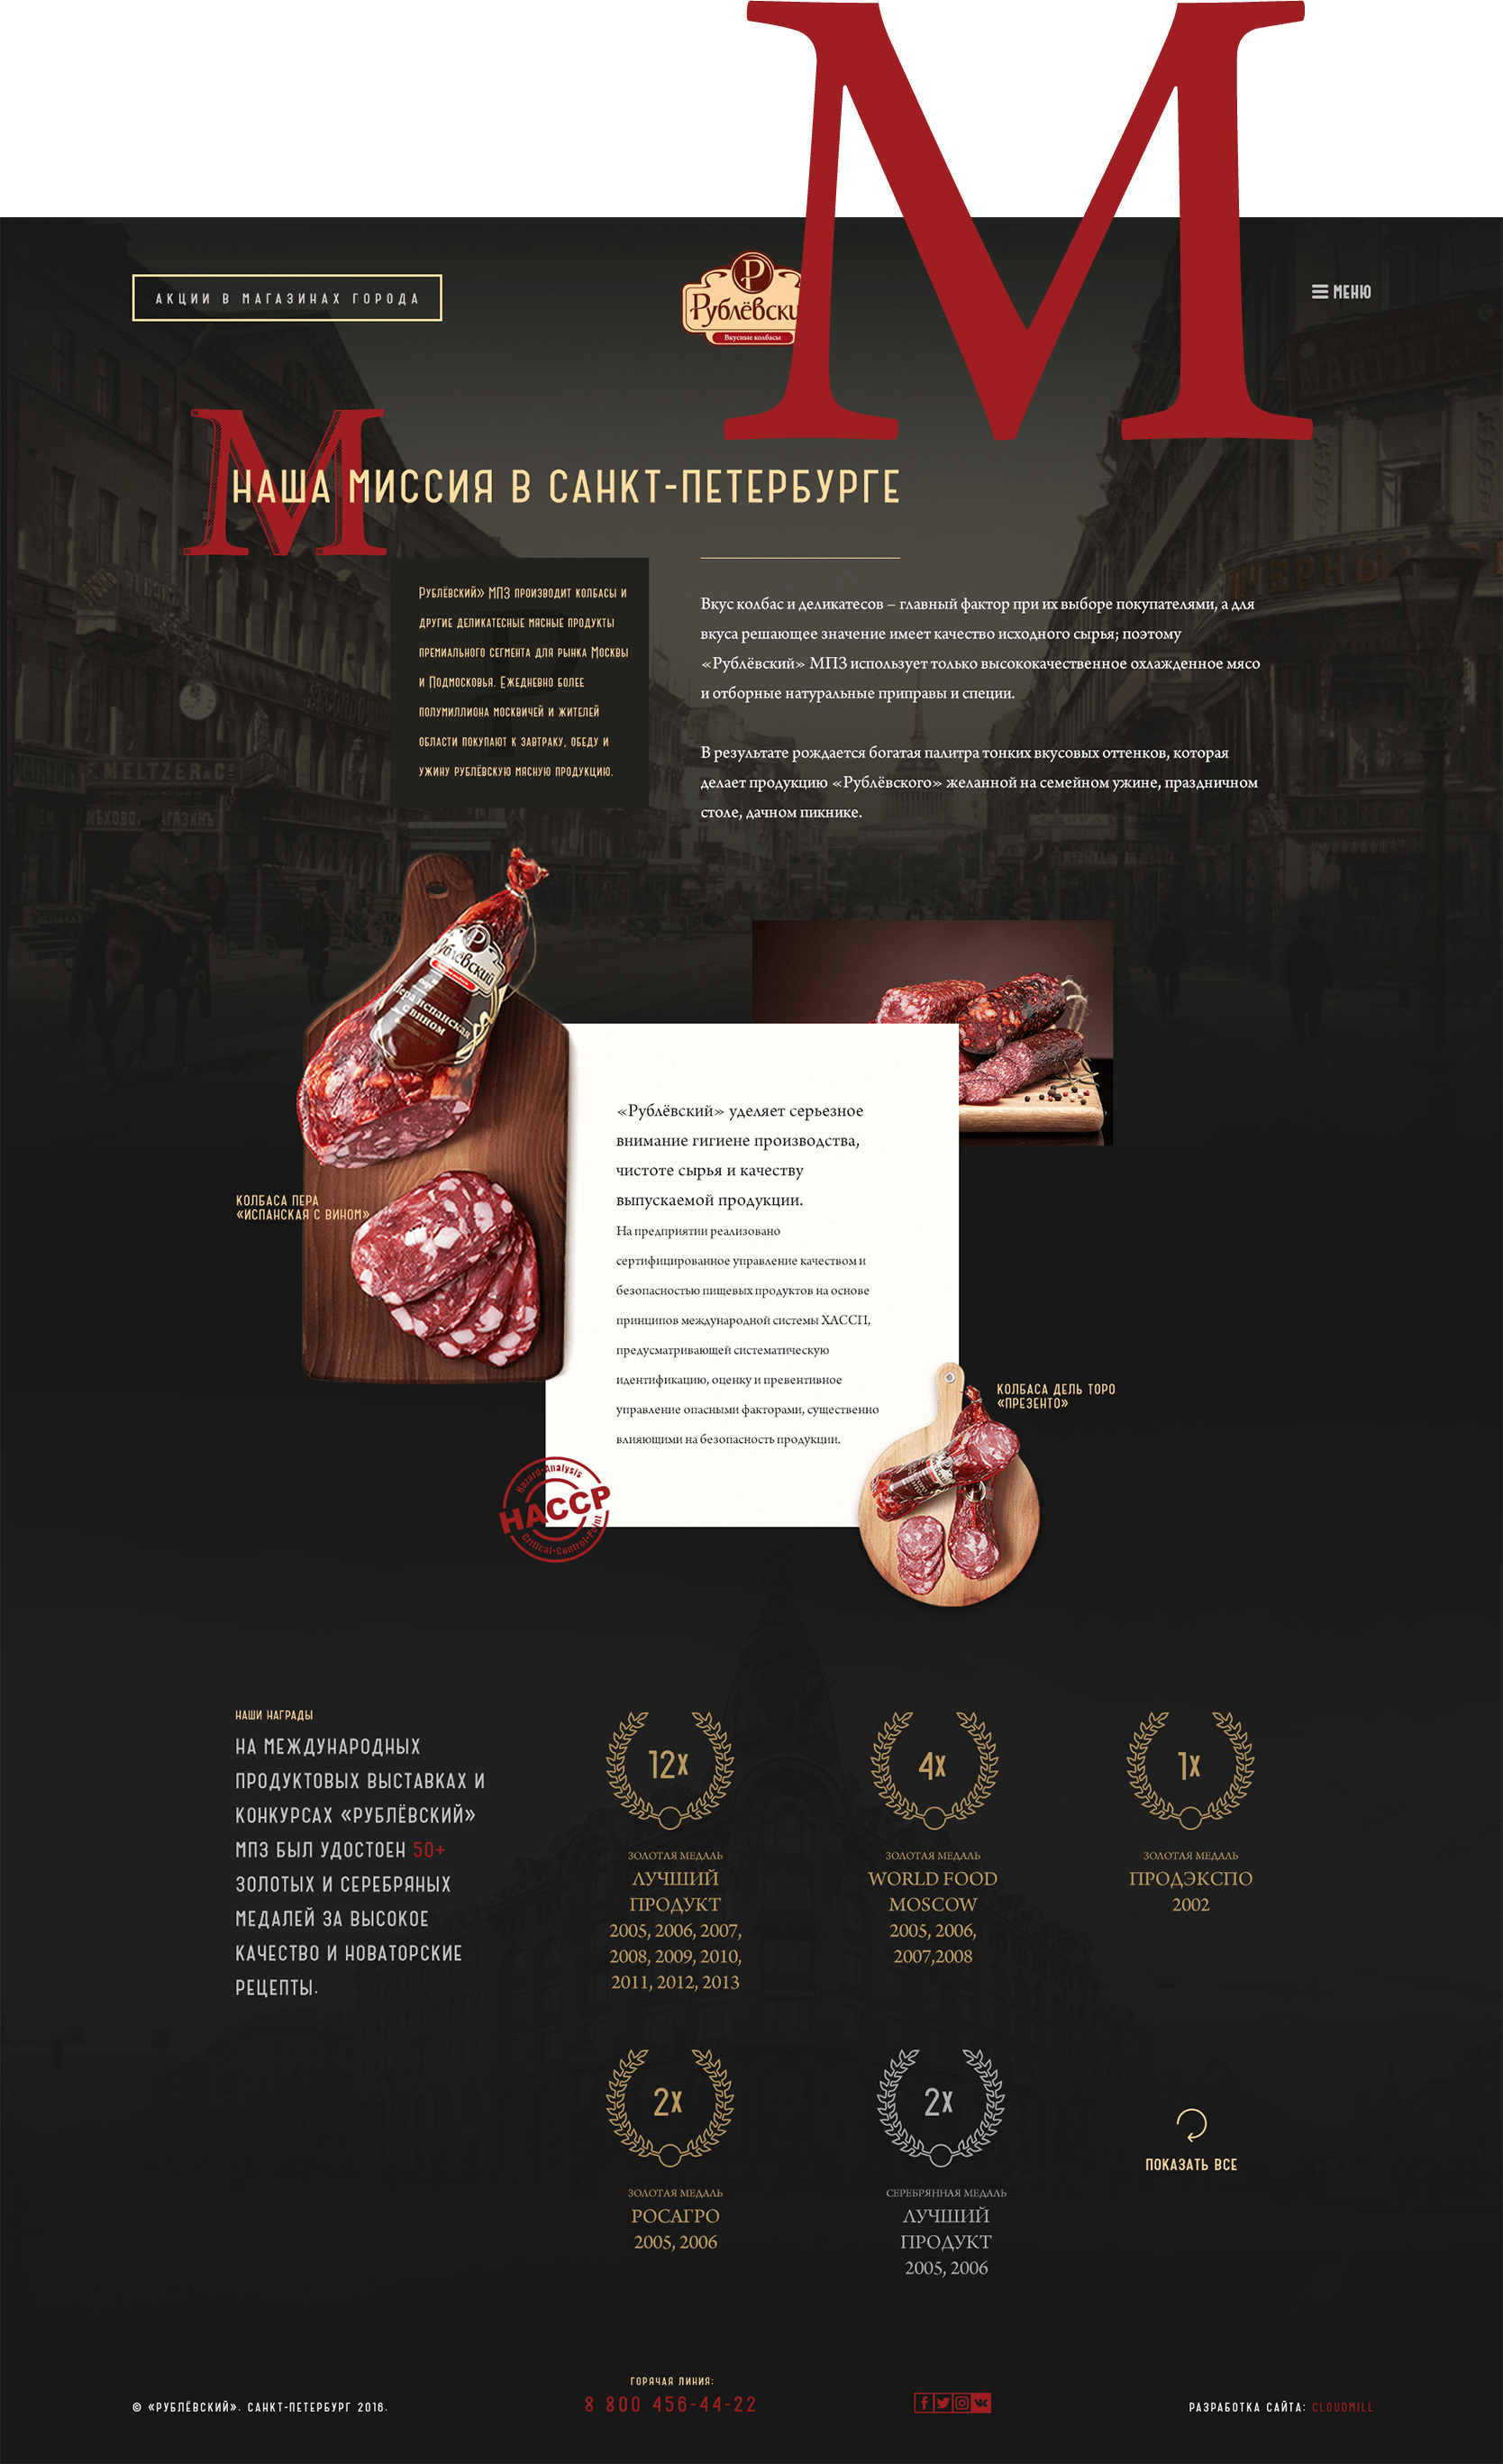 М
АКЦИИ В МАГАЗИНАХ ГОРОДА
Р
Рублёвски
Вкусные колбасы
МЕНЮ
М
НАША МИССИЯ В САНКТ-ПЕТЕРБУРГЕ
Рублёвский» МПЗ производит колбасы и
другие деликатесные мясные продукты
премиального сегмента для рынка Москвы
и Подмосковья. Ежедневно более
полумиллиона москвичей и жителей
области покупают к завтраку, обеду и
ужину рублёвскую мясную продукцию.
Вкус колбас и деликатесов – главный фактор при их выборе покупателями, а для
вкуса решающее значение имеет качество исходного сырья; поэтому
«Рублёвский» МПЗ использует только высококачественное охлажденное мясо
и отборные натуральные приправы и специи.
В результате рождается богатая палитра тонких вкусовых оттенков, которая
делает продукцию «Рублёвского» желанной на семейном ужине, праздничном
столе, дачном пикнике.
F. MELTZER & Co
Рублёвский
Пера испанская
с вином
КОЛБАСА ПЕРА
«ИСПАНСКАЯ С ВИНОМ»
«Рублёвский» уделяет серьезное
внимание гигиене производства,
чистоте сырья и качеству
выпускаемой продукции.
На предприятии реализовано
сертифицированное управление качеством и
безопасностью пищевых продуктов на основе
принципов международной системы ХАССП,
предусматривающей систематическую
идентификацию, оценку и превентивное
управление опасными факторами, существенно
влияющими на безопасность продукции.
КОЛБАСА ДЕЛЬ ТОРО
«ПРЕЗЕНТО»
Hazard-Analysis
HACCP
Critical-Control-Point
НАШИ НАГРАДЫ
НА МЕЖДУНАРОДНЫХ
ПРОДУКТОВЫХ ВЫСТАВКАХ И
КОНКУРСАХ «РУБЛЁВСКИЙ»
МПЗ БЫЛ УДОСТОЕН 50+
ЗОЛОТЫХ И СЕРЕБРЯНЫХ
МЕДАЛЕЙ ЗА ВЫСОКОЕ
КАЧЕСТВО И НОВАТОРСКИЕ
РЕЦЕПТЫ.
12X
ЗОЛОТАЯ МЕДАЛЬ
ЛУЧШИЙ
ПРОДУКТ
2005, 2006, 2007,
2008, 2009, 2010,
2011, 2012, 2013
4X
ЗОЛОТАЯ МЕДАЛЬ
WORLD FOOD
MOSCOW
2005, 2006,
2007,2008
1X
ЗОЛОТАЯ МЕДАЛЬ
ПРОДЭКСПО
2002
2X
ЗОЛОТАЯ МЕДАЛЬ
РОСАГРО
2005, 2006
2X
СЕРЕБРЯННАЯ МЕДАЛЬ
ЛУЧШИЙ
ПРОДУКТ
2005, 2006
ПОКАЗАТЬ ВСЕ
© «РУБЛЁВСКИЙ». САНКТ-ПЕТЕРБУРГ 2016.
ГОРЯЧАЯ ЛИНИЯ:
8 800 456-44-22
РАЗРАБОТКА САЙТА: CLOUDMILL